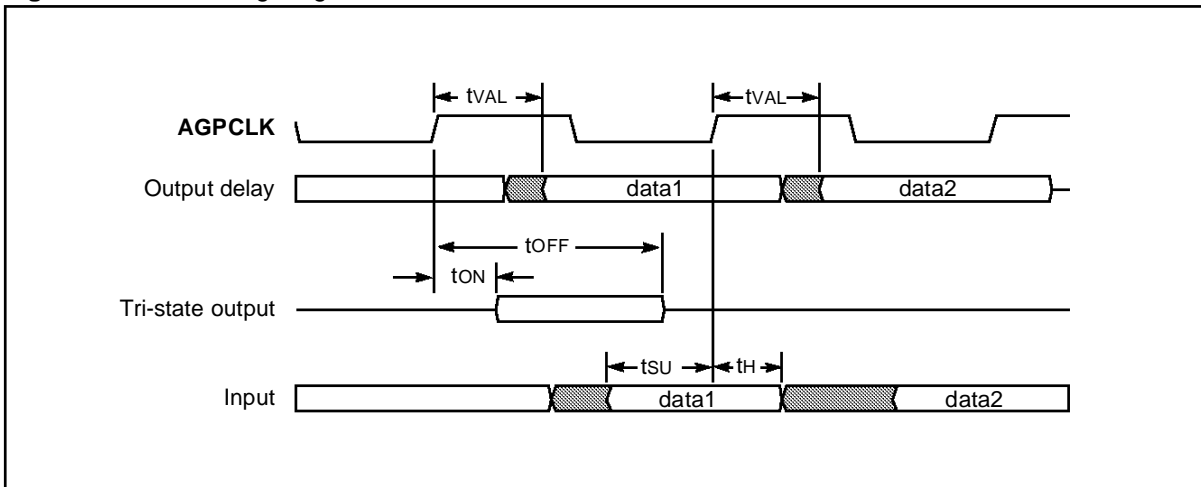 tVAL
tVAL
AGPCLK
Output delay
data1
data2
tOFF
tON
Tri-state output
tSU
tH
Input
data1
data2